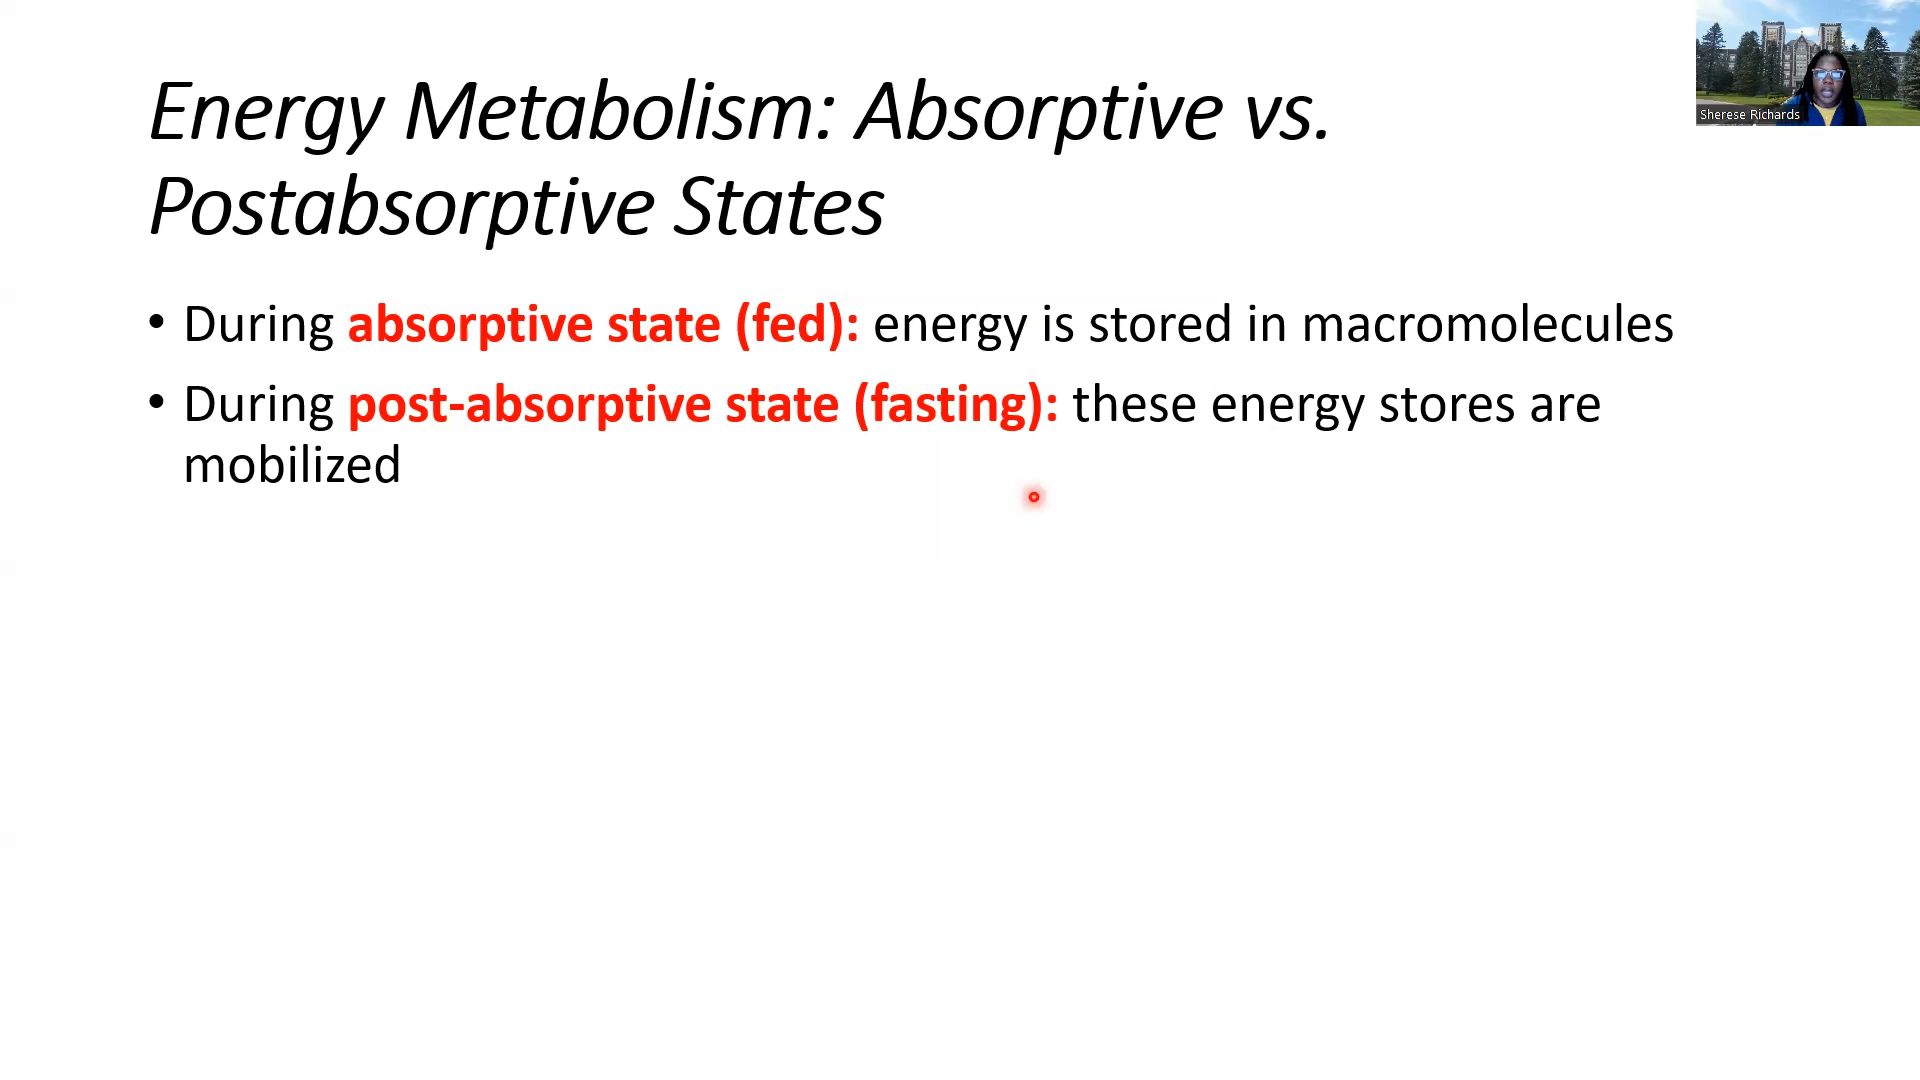 Energy Metabolism: Absorptive vs.
Postabsorptive States
• During absorptive state (fed): energy is stored in macromolecules
• During post-absorptive state (fasting): these energy stores are
mobilized
Sherese Richards